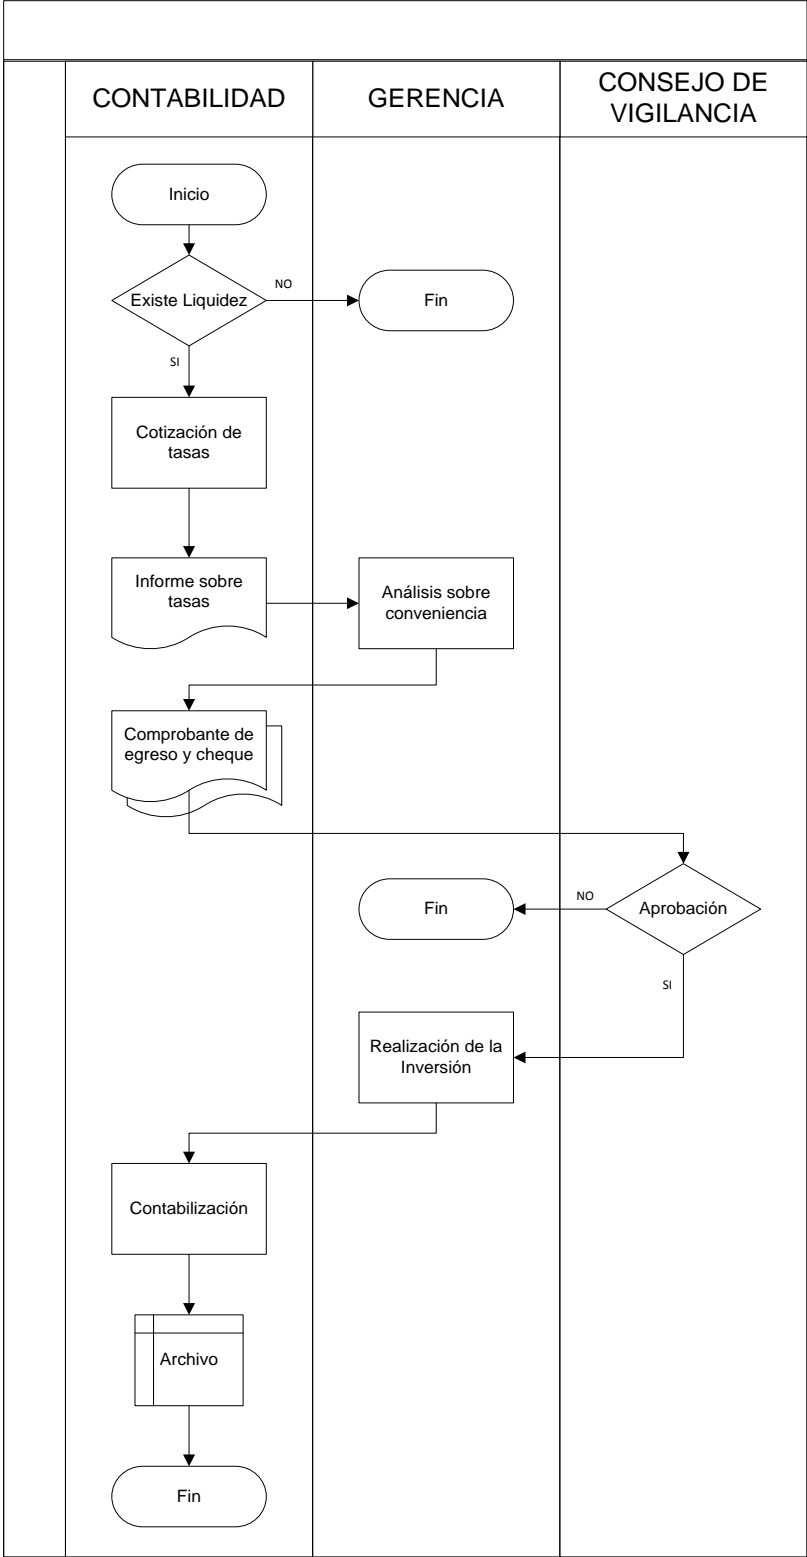 CONTABILIDAD
GERENCIA
CONSEJO DE
VIGILANCIA
Inicio
Existe Liquidez
NO
Fin
SI
Cotización de
tasas
Informe sobre
tasas
Análisis sobre
conveniencia
Comprobante de
egreso y cheque
Fin
NO
Aprobación
SI
Realización de la
Inversión
Contabilización
Archivo
Fin